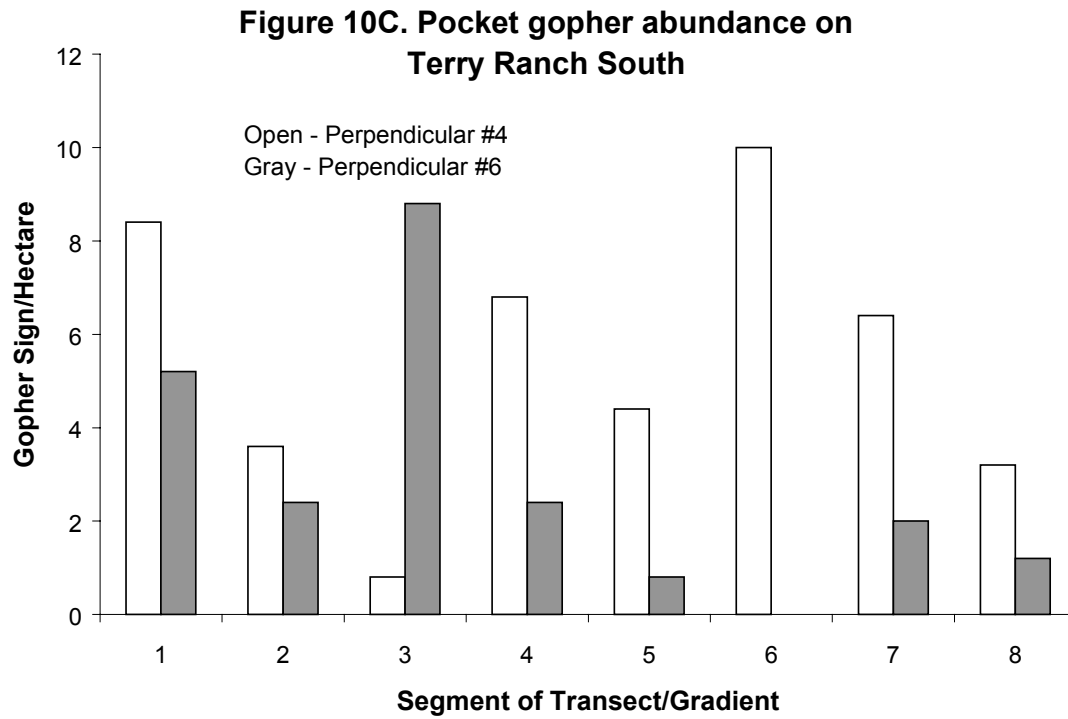 Figure 10C. Pocket gopher abundance on
Terry Ranch South
Open - Perpendicular #4
Gray - Perpendicular #6
Gopher Sign/Hectare
12
10
8
6
4
2
0
1 2 3 4 5 6 7 8
Segment of Transect/Gradient